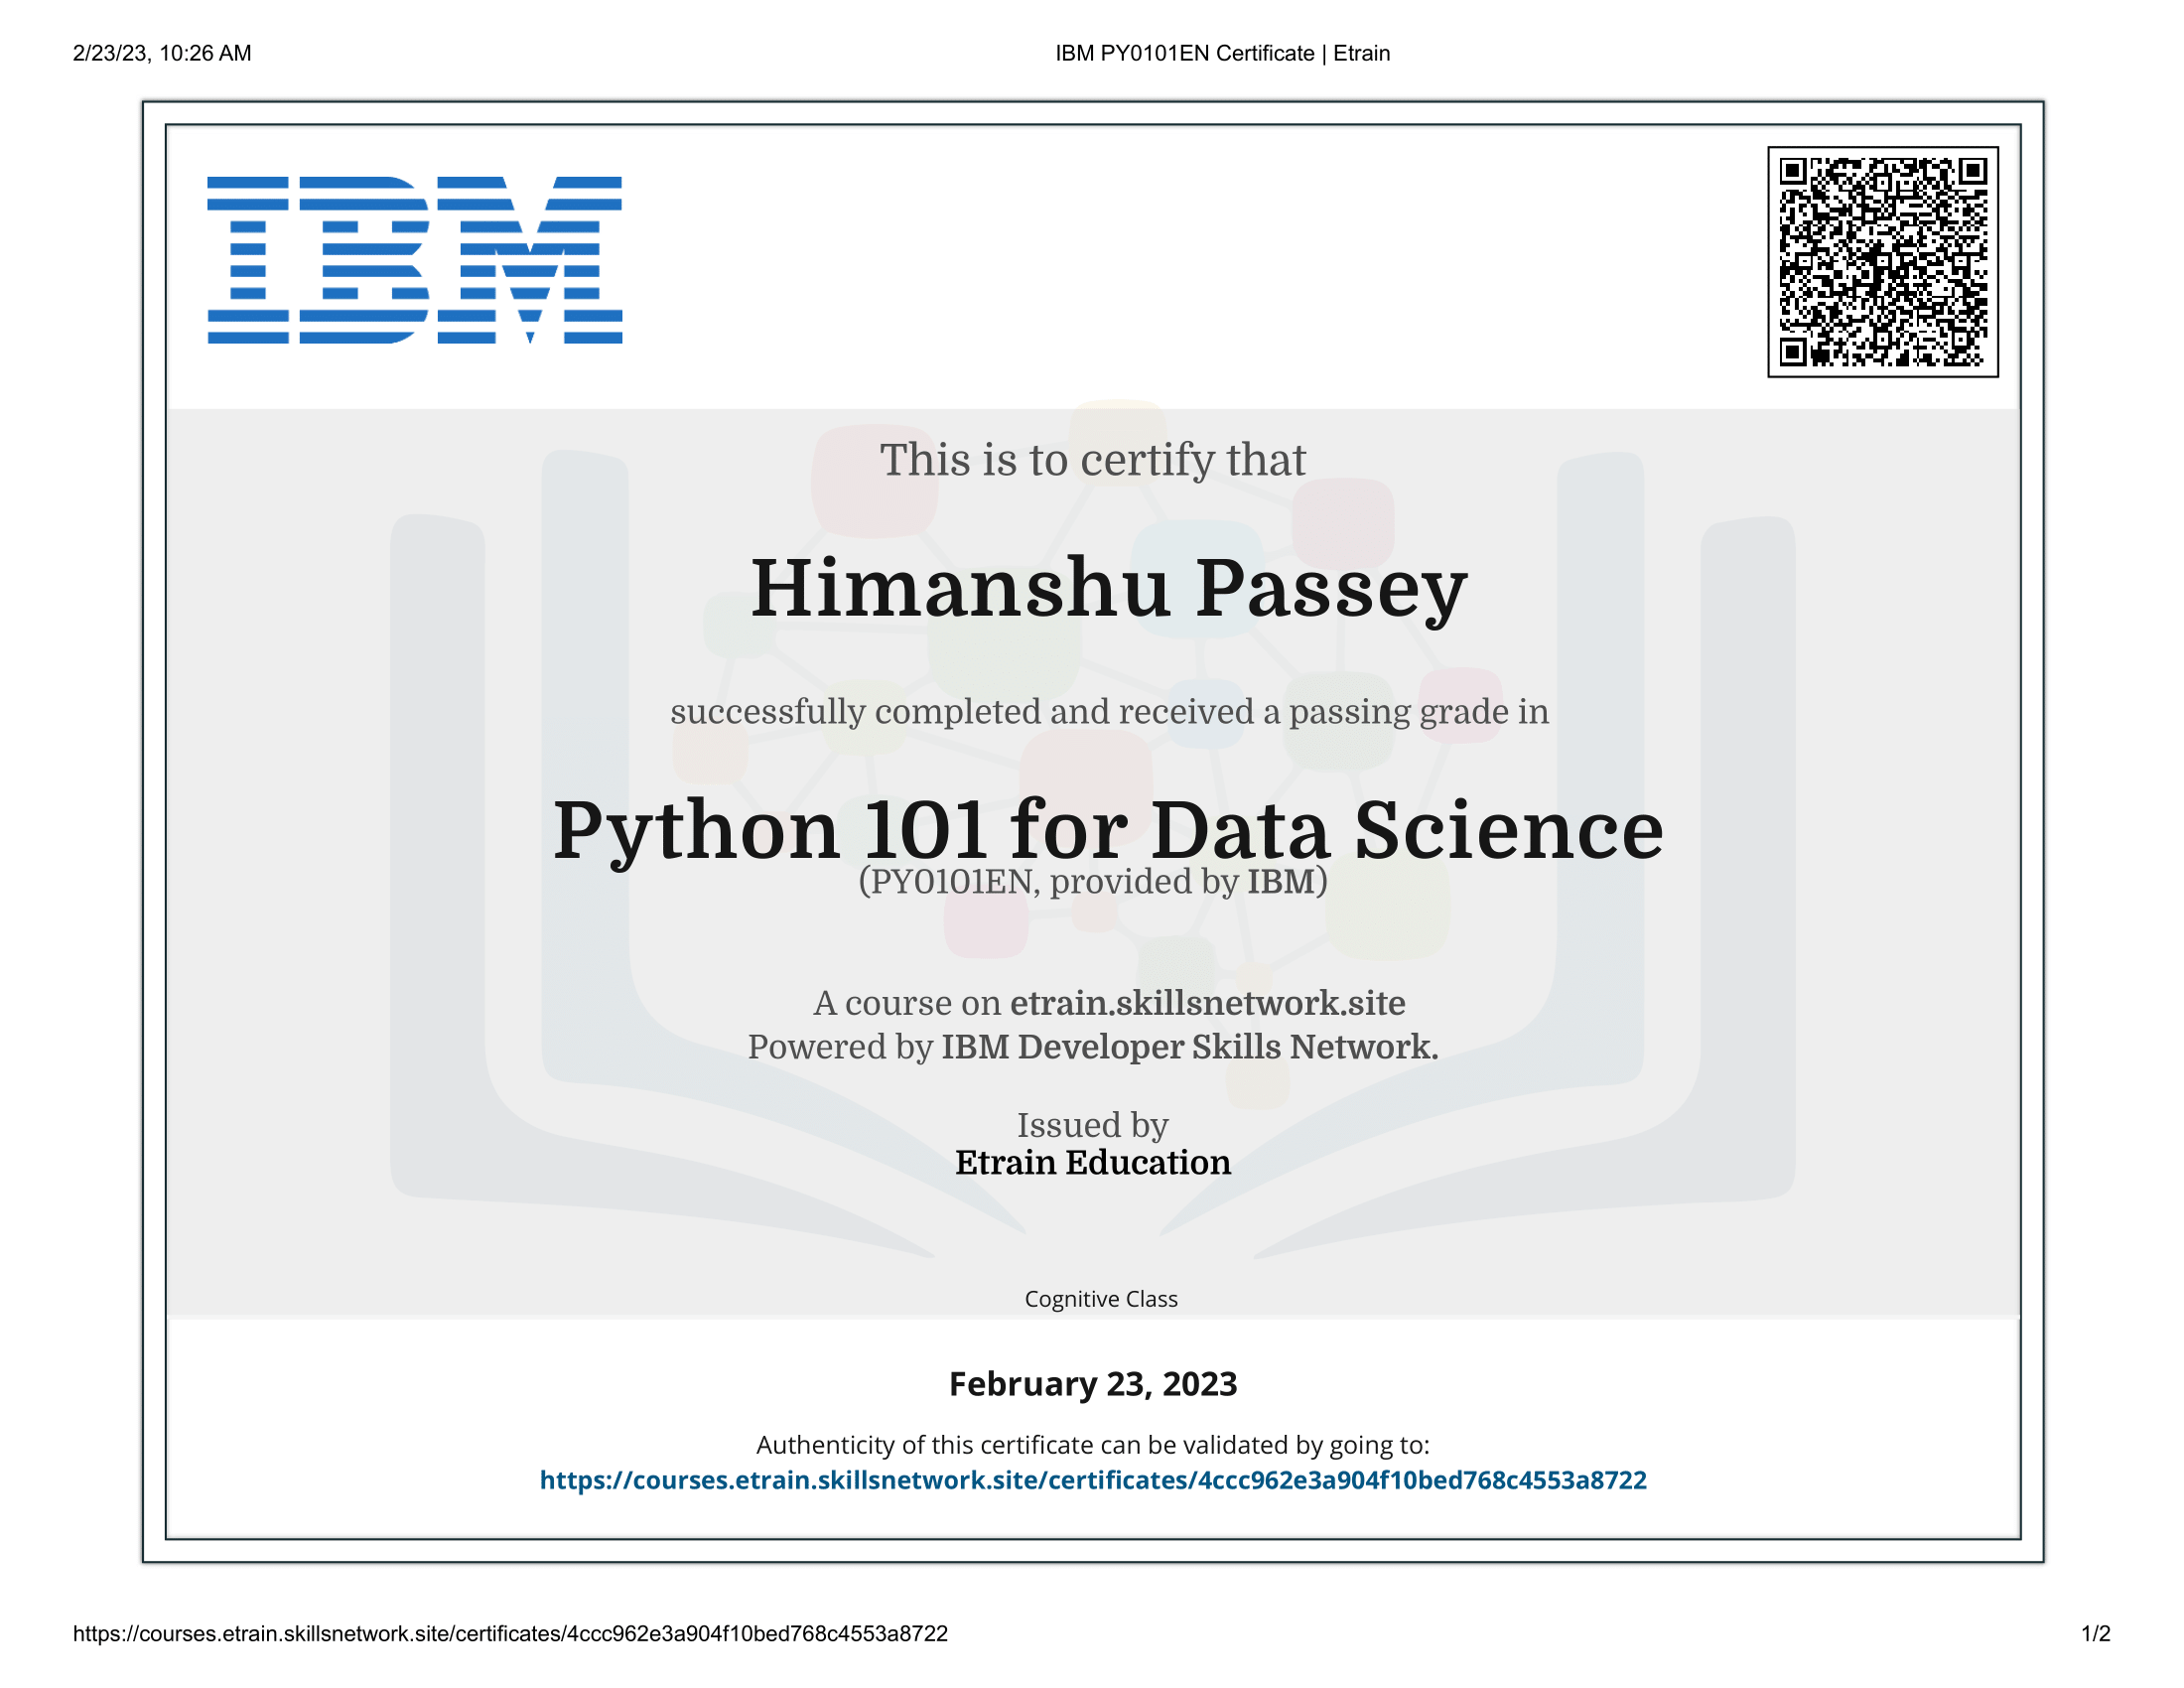 2/23/23, 10:26 AM
IBM PY0101EN Certificate | Etrain
IBM
This is to certify that
Himanshu Passey
successfully completed and received a passing grade in
Python 101 for Data Science
(PY0101EN, provided by IBM)
A course on etrain.skillsnetwork.site
Powered by IBM Developer Skills Network.
Issued by
Etrain Education
Cognitive Class
February 23, 2023
Authenticity of this certificate can be validated by going to:
https://courses.etrain.skillsnetwork.site/certificates/4ccc962e3a904f10bed768c4553a8722
https://courses.etrain.skillsnetwork.site/certificates/4ccc962e3a904f10bed768c4553a8722
1/2